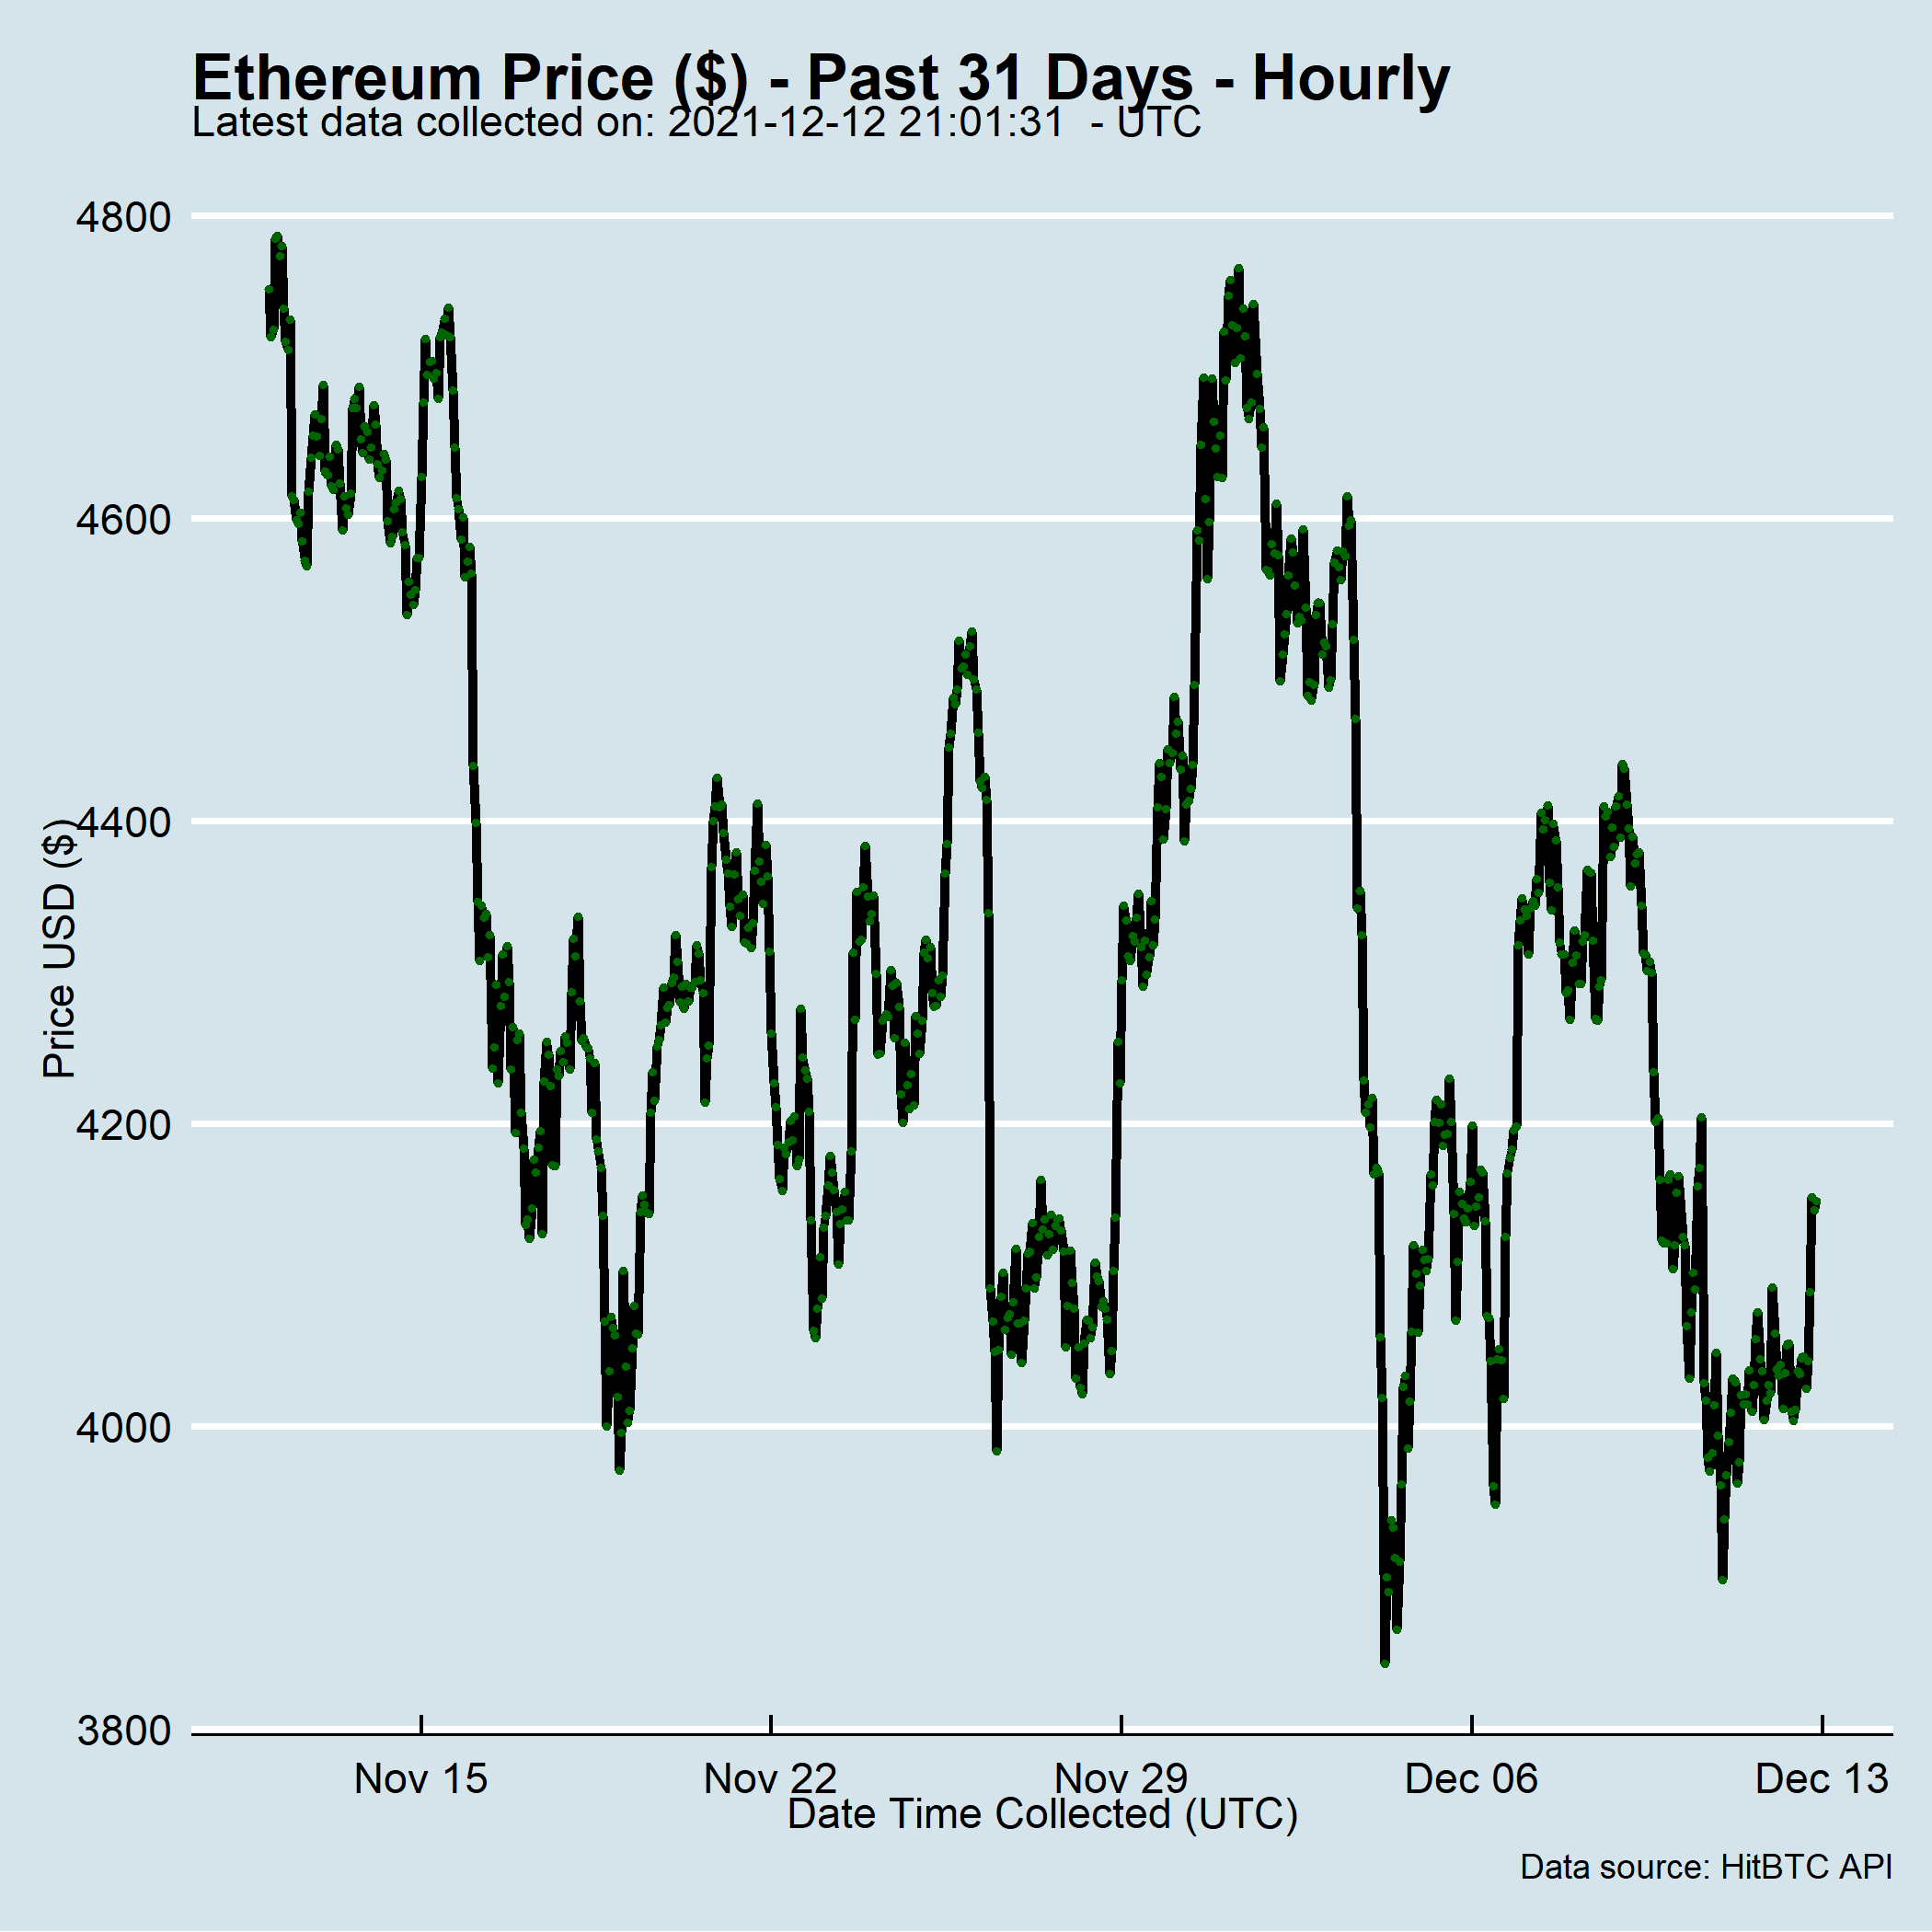 Ethereum Price ($) - Past 31 Days - Hourly
Latest data collected on: 2021-12-12 21:01:31  - UTC
4800
4600
4400
4200
4000
3800
Price USD ($)
Nov 15
Nov 22
Nov 29
Dec 06
Dec 13
Date Time Collected (UTC)
Data source: HitBTC API